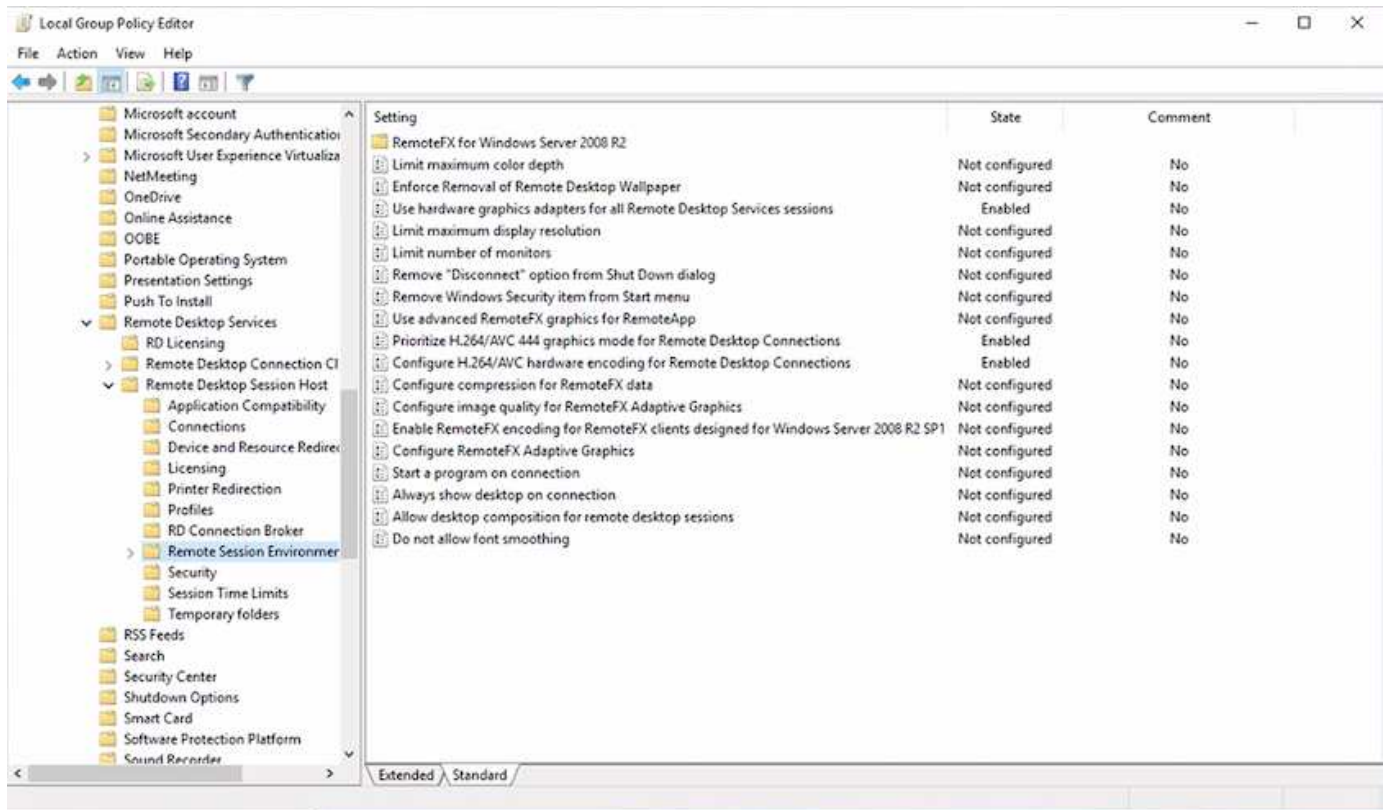 Local Group Policy Editor
File Action View Help
Microsoft account
Microsoft Secondary Authentication
Microsoft User Experience Virtualiza
NetMeeting
OneDrive
Online Assistance
OOBE
Portable Operating System
Presentation Settings
Push To Install
Remote Desktop Services
RD Licensing
Remote Desktop Connection Cl
Remote Desktop Session Host
Application Compatibility
Connections
Device and Resource Redirec
Licensing
Printer Redirection
Profiles
RD Connection Broker
Remote Session Environmer
Security
Session Time Limits
Temporary folders
RSS Feeds
Search
Security Center
Shutdown Options
Smart Card
Software Protection Platform
Sound Recorder
Setting State Comment
RemoteFX for Windows Server 2008 R2
Limit maximum color depth Not configured No
Enforce Removal of Remote Desktop Wallpaper Not configured No
Use hardware graphics adapters for all Remote Desktop Services sessions Enabled No
Limit maximum display resolution Not configured No
Limit number of monitors Not configured No
Remove "Disconnect" option from Shut Down dialog Not configured No
Remove Windows Security item from Start menu Not configured No
Use advanced RemoteFX graphics for RemoteApp Not configured No
Prioritize H.264/AVC 444 graphics mode for Remote Desktop Connections Enabled No
Configure H.264/AVC hardware encoding for Remote Desktop Connections Enabled No
Configure compression for RemoteFX data Not configured No
Configure image quality for RemoteFX Adaptive Graphics Not configured No
Enable RemoteFX encoding for RemoteFX clients designed for Windows Server 2008 R2 SP1 Not configured No
Configure RemoteFX Adaptive Graphics Not configured No
Start a program on connection Not configured No
Always show desktop on connection Not configured No
Allow desktop composition for remote desktop sessions Not configured No
Do not allow font smoothing Not configured No
Extended Standard